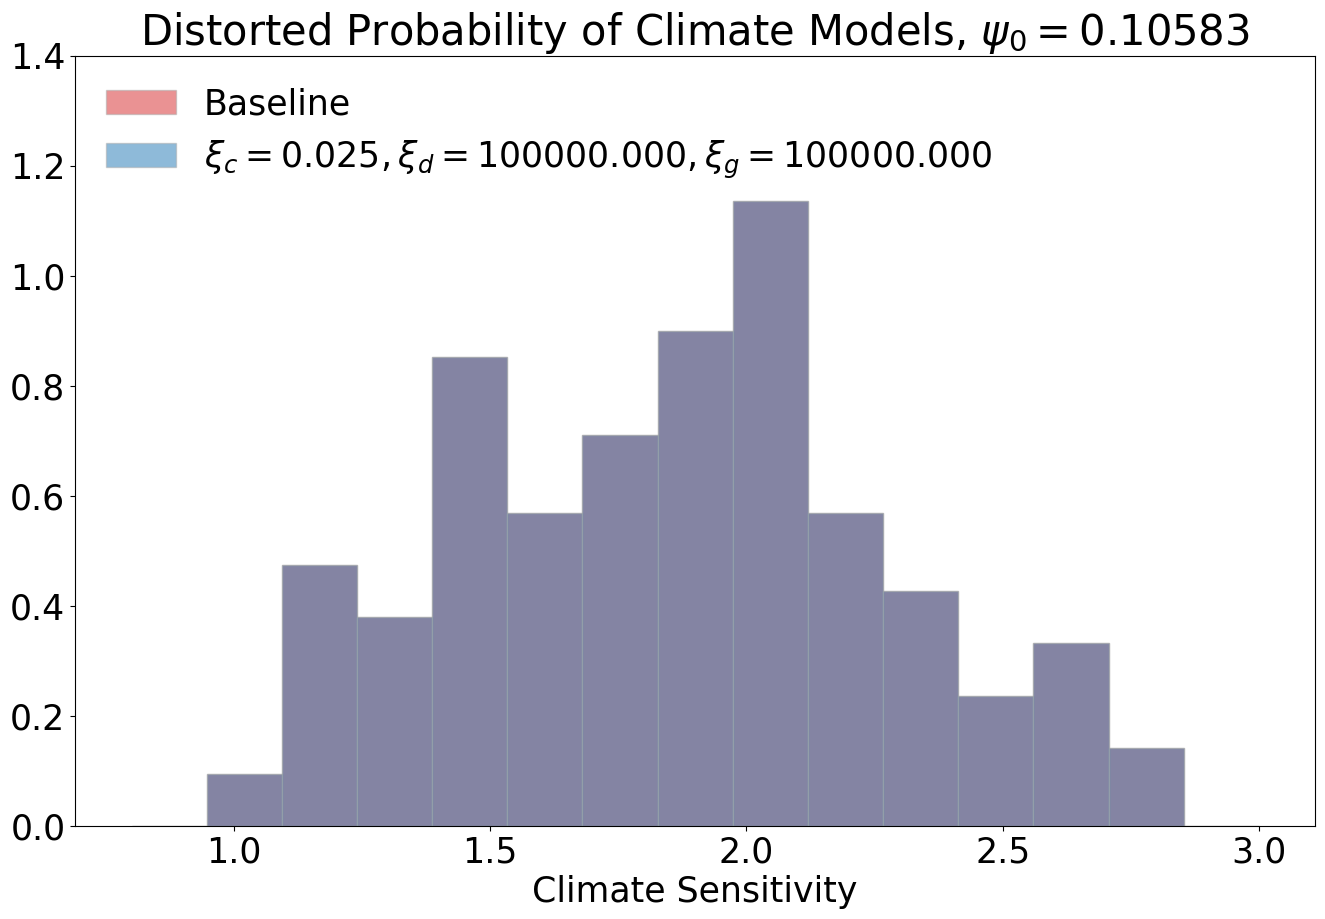 Distorted Probability of Climate Models, ψ₀ = 0.10583
1.4
Baseline
ξ_c = 0.025, ξ_d = 100000.000, ξ_g = 100000.000
1.2
1.0
0.8
0.6
0.4
0.2
0.0
1.0 1.5 2.0 2.5 3.0
Climate Sensitivity